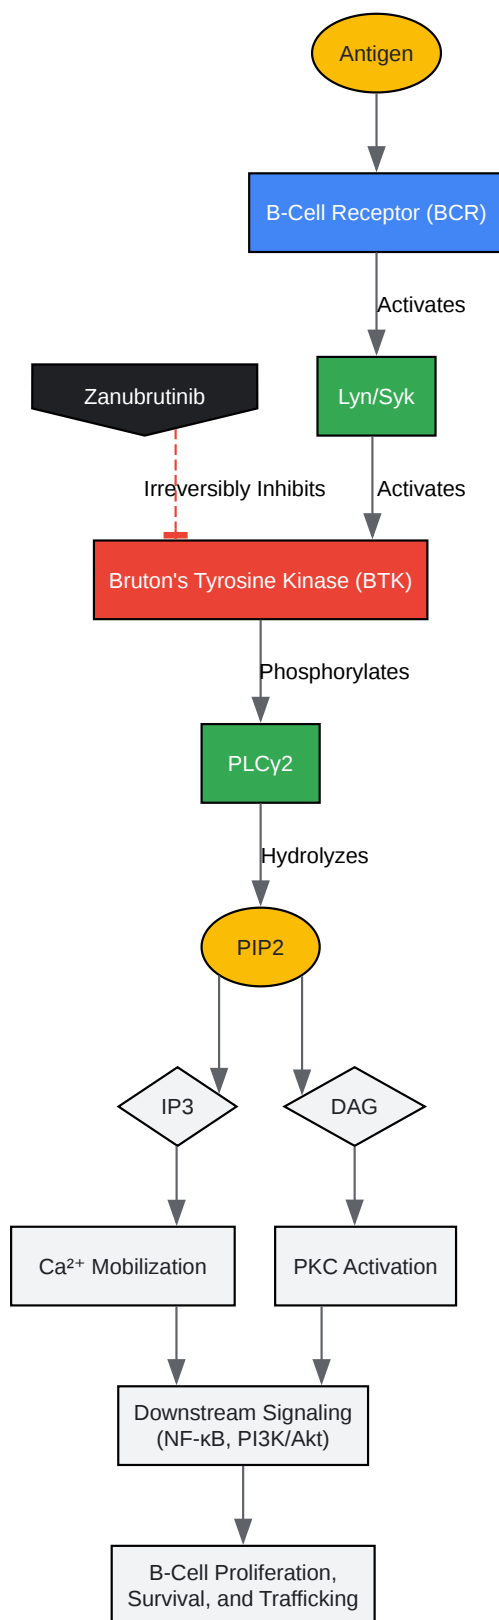 Antigen
B-Cell Receptor (BCR)
Activates
Zanubrutinib
Lyn/Syk
Irreversibly Inhibits
Activates
Bruton's Tyrosine Kinase (BTK)
Phosphorylates
PLCγ2
Hydrolyzes
PIP2
IP3
DAG
Ca²⁺ Mobilization
PKC Activation
Downstream Signaling
(NF-κB, PI3K/Akt)
B-Cell Proliferation,
Survival, and Trafficking